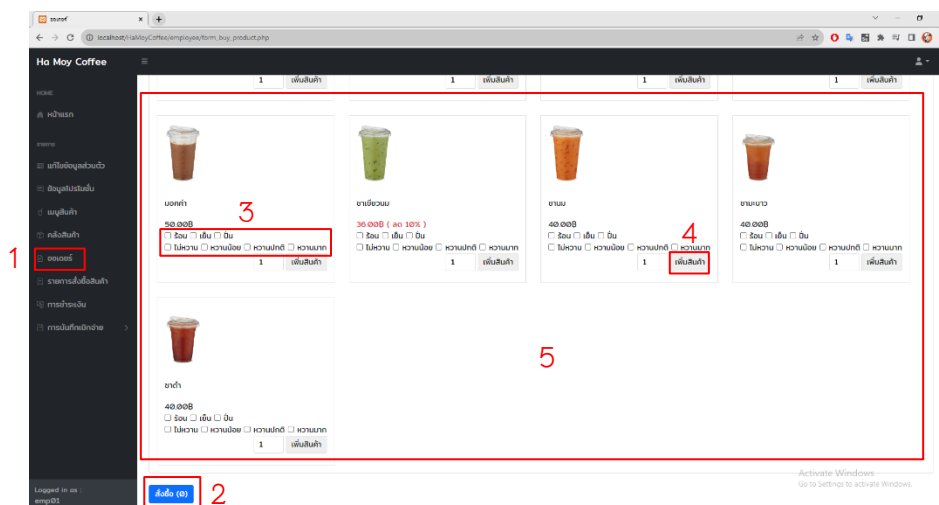 ออเดอร์
localhost/HaMoyCoffee/employee/form_buy_product.php
Ha Moy Coffee
HOME
หน้าแรก
แก้ไขข้อมูลส่วนตัว
ข้อมูลโปรโมชั่น
เมนูสินค้า
คลังสินค้า
1
ออเดอร์
รายการสั่งซื้อสินค้า
การชำระเงิน
การบันทึกเบิกจ่าย
Logged in as :
emp01
1 เพิ่มสินค้า 1 เพิ่มสินค้า 1 เพิ่มสินค้า 1 เพิ่มสินค้า
มอคค่า ชาเขียวนม ชานม ชามะนาว
3
50.00฿ 36.00฿ ( ลด 10% ) 40.00฿ 40.00฿
ร้อน เย็น ปั่น ร้อน เย็น ปั่น ร้อน เย็น ปั่น ร้อน เย็น ปั่น
4
ไม่หวาน หวานน้อย หวานปกติ หวานมาก ไม่หวาน หวานน้อย หวานปกติ หวานมาก ไม่หวาน หวานน้อย หวานปกติ หวานมาก ไม่หวาน หวานน้อย หวานปกติ หวานมาก
1 เพิ่มสินค้า 1 เพิ่มสินค้า 1 เพิ่มสินค้า 1 เพิ่มสินค้า
5
ชาดำ
40.00฿
ร้อน เย็น ปั่น
ไม่หวาน หวานน้อย หวานปกติ หวานมาก
1 เพิ่มสินค้า
สั่งซื้อ (0) 2
Activate Windows
Go to Settings to activate Windows.